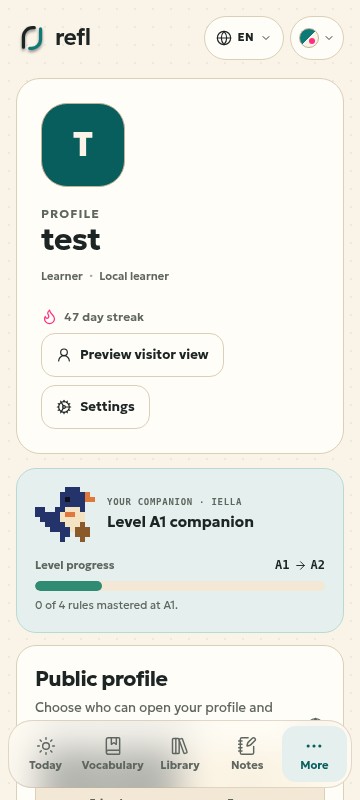 refl
EN
T
PROFILE
test
Learner · Local learner
47 day streak
Preview visitor view
Settings
YOUR COMPANION · IELLA
Level A1 companion
Level progress
A1 → A2
0 of 4 rules mastered at A1.
Public profile
Choose who can open your profile and
Today
Vocabulary
Library
Notes
More